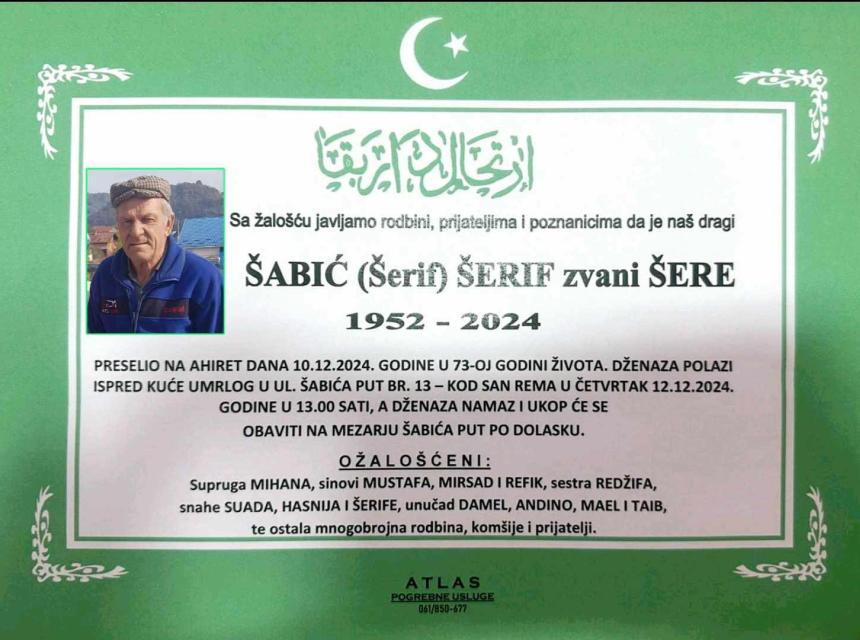 ارتحال دار بقا
Sa žalošću javljamo rodbini, prijateljima i poznanicima da je naš dragi
ŠABIĆ (Šerif) ŠERIF zvani ŠERE
1952 – 2024
PRESELIO NA AHIRET DANA 10.12.2024. GODINE U 73-OJ GODINI ŽIVOTA. DŽENAZA POLAZI
ISPRED KUĆE UMRLOG U UL. ŠABIĆA PUT BR. 13 – KOD SAN REMA U ČETVRTAK 12.12.2024.
GODINE U 13.00 SATI, A DŽENAZA NAMAZ I UKOP ĆE SE
OBAVITI NA MEZARJU ŠABIĆA PUT PO DOLASKU.
OŽALOŠĆENI:
Supruga MIHANA, sinovi MUSTAFA, MIRSAD I REFIK, sestra REDŽIFA,
snahe SUADA, HASNIJA I ŠERIFE, unučad DAMEL, ANDINO, MAEL I TAIB,
te ostala mnogobrojna rodbina, komšije i prijatelji.
ATLAS
POGREBNE USLUGE
061/850-677